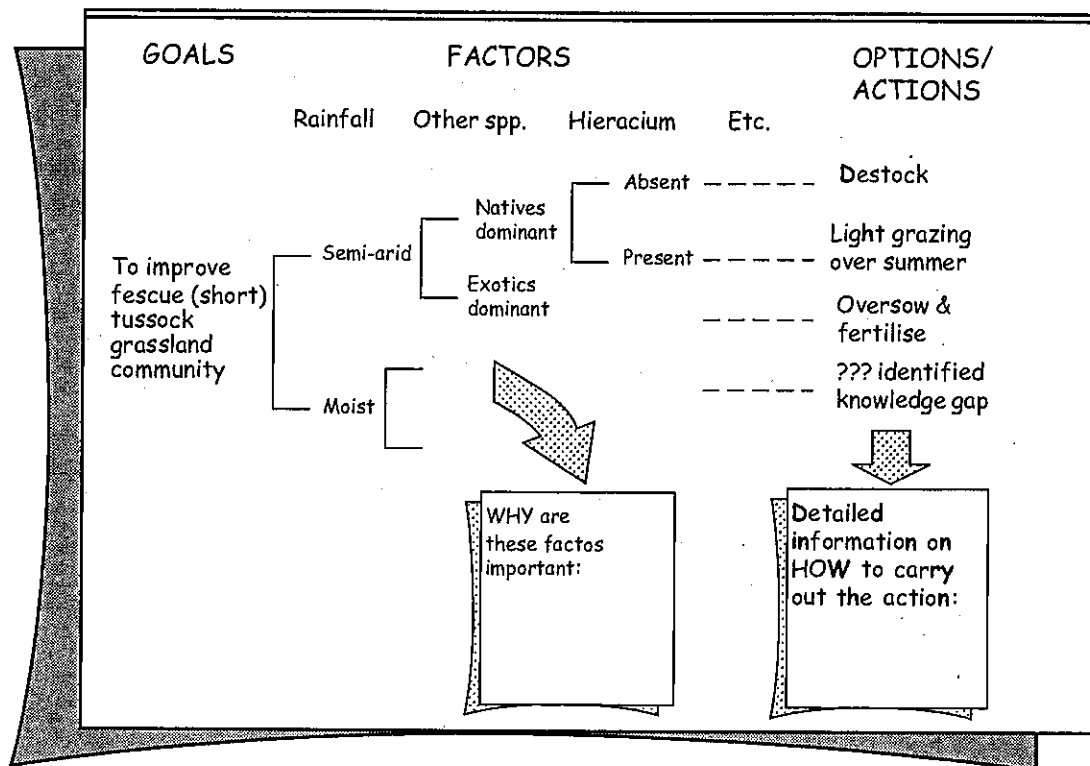 GOALS
FACTORS
OPTIONS/
ACTIONS
Rainfall
Other spp.
Hieracium
Etc.
To improve
fescue (short)
tussock
grassland
community
Semi-arid
Moist
Natives
dominant
Exotics
dominant
Absent
Present
Destock
Light grazing
over summer
Oversow &
fertilise
??? identified
knowledge gap
WHY are
these factos
important:
Detailed
information on
HOW to carry
out the action: